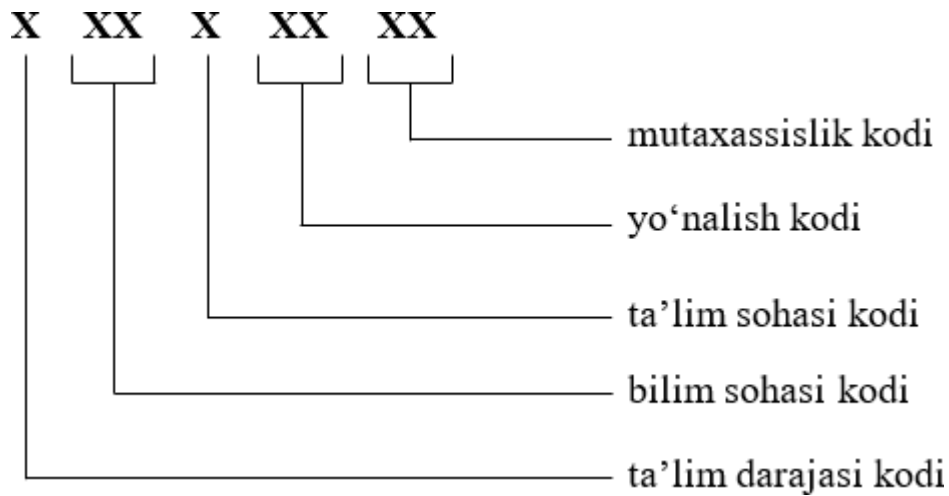 X XX X XX XX
mutaxassislik kodi
yo‘nalish kodi
ta’lim sohasi kodi
bilim sohasi kodi
ta’lim darajasi kodi